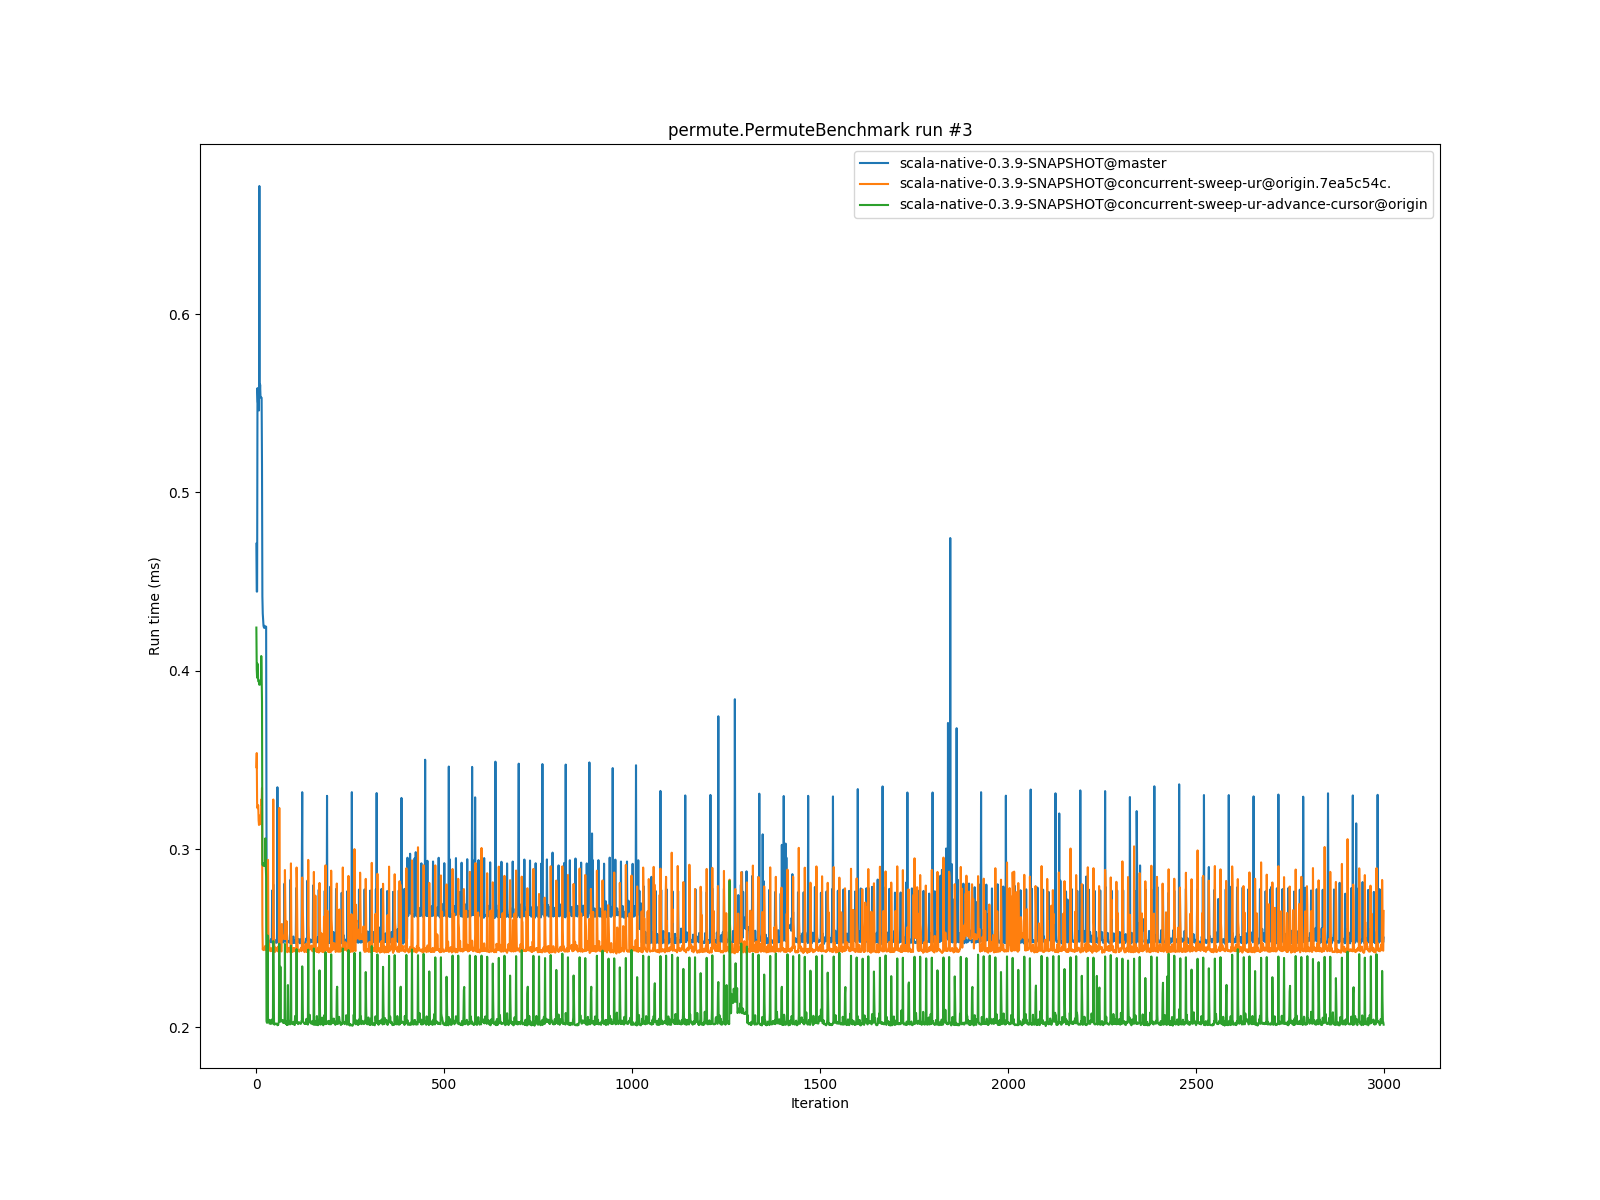 permute.PermuteBenchmark run #3
scala-native-0.3.9-SNAPSHOT@master
scala-native-0.3.9-SNAPSHOT@concurrent-sweep-ur@origin.7ea5c54c.
scala-native-0.3.9-SNAPSHOT@concurrent-sweep-ur-advance-cursor@origin
Run time (ms)
0.6
0.5
0.4
0.3
0.2
0
500
1000
1500
2000
2500
3000
Iteration